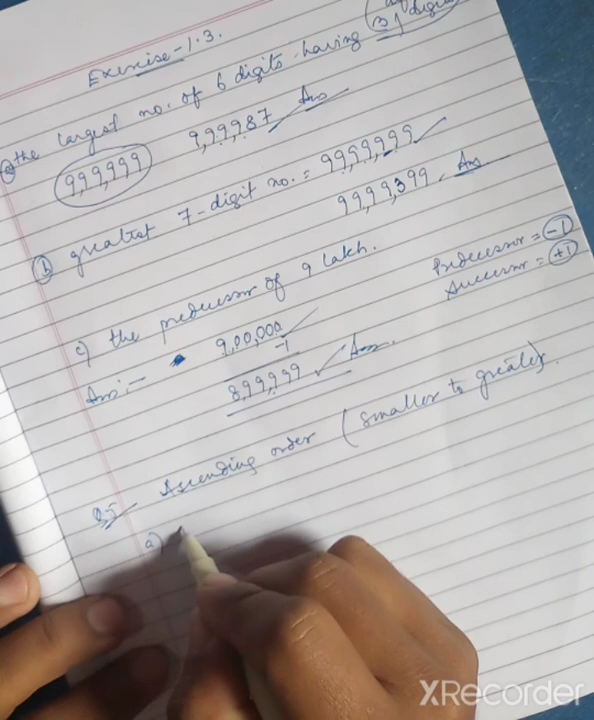 Exercise-1.3.
(a) the largest no. of 6 digits having (3) digits
999,999 9,99,987 Ans
(b) greatest 7-digit no. = 99,99,999
99,99,399 Ans
c) the predecessor of 9 lakh. Predecessor = -1
Successor = +1
Ans:- 9,00,000
-1
8,99,999 Ans.
Q.5 Ascending order (smaller to greater).
a)
XRecorder